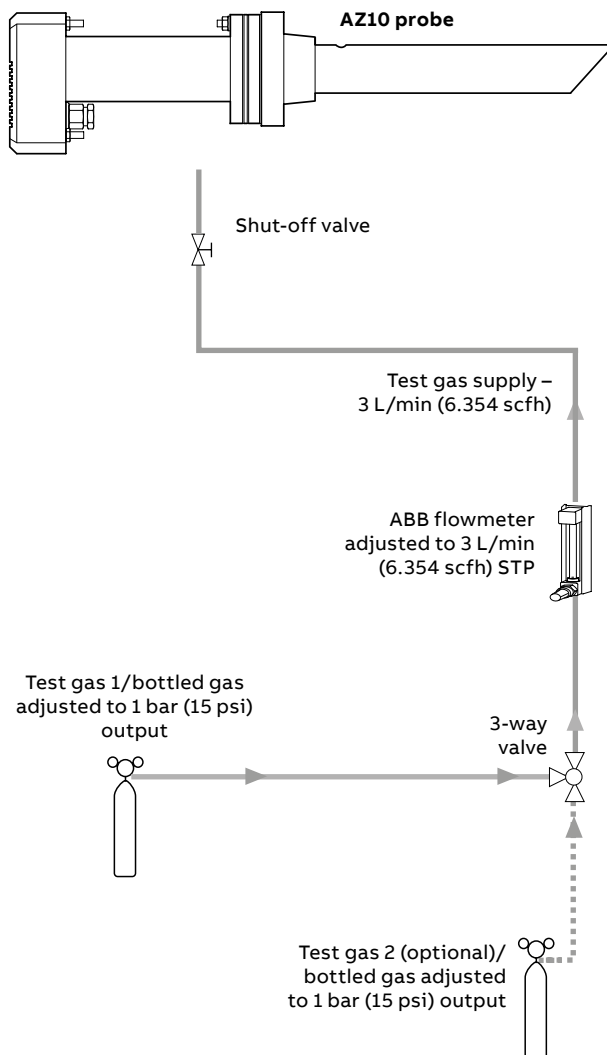 AZ10 probe
Shut-off valve
Test gas supply –
3 L/min (6.354 scfh)
ABB flowmeter
adjusted to 3 L/min
(6.354 scfh) STP
Test gas 1/bottled gas
adjusted to 1 bar (15 psi)
output
3-way
valve
Test gas 2 (optional)/
bottled gas adjusted
to 1 bar (15 psi) output